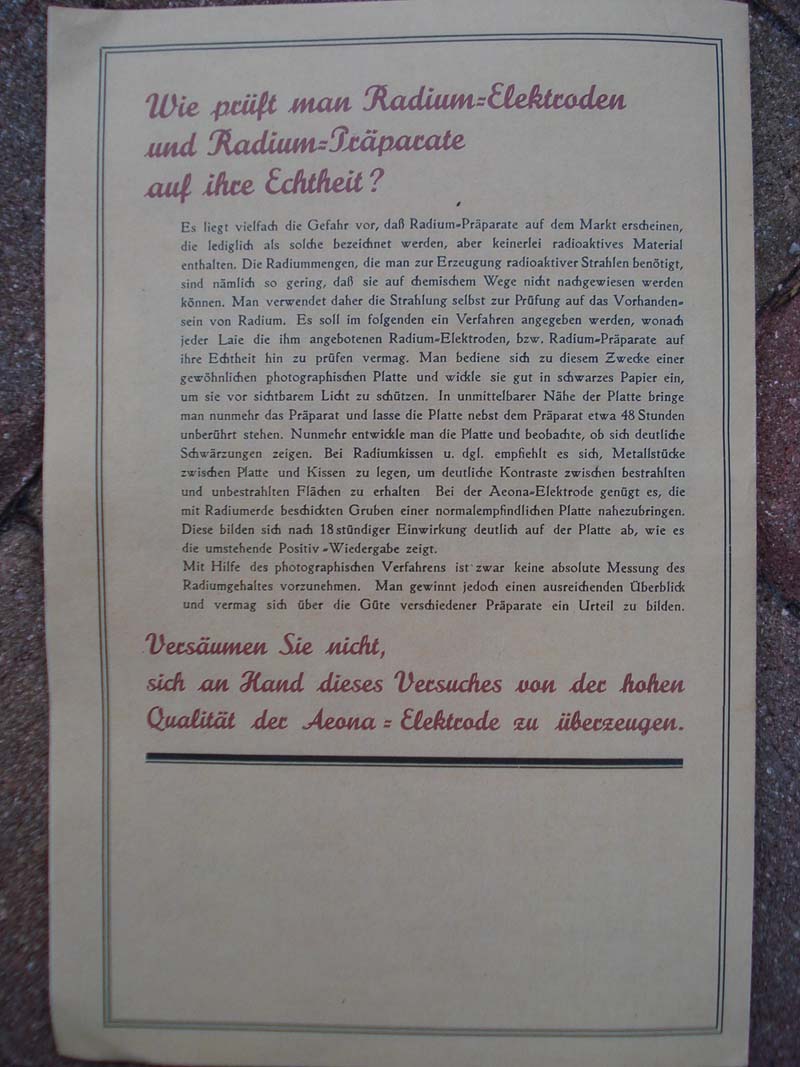 Wie prüft man Radium=Elektroden
und Radium=Präparate
auf ihre Echtheit?
Es liegt vielfach die Gefahr vor, daß Radium=Präparate auf dem Markt erscheinen,
die lediglich als solche bezeichnet werden, aber keinerlei radioaktives Material
enthalten. Die Radiummengen, die man zur Erzeugung radioaktiver Strahlen benötigt,
sind nämlich so gering, daß sie auf chemischem Wege nicht nachgewiesen werden
können. Man verwendet daher die Strahlung selbst zur Prüfung auf das Vorhanden=
sein von Radium. Es soll im folgenden ein Verfahren angegeben werden, wonach
jeder Laie die ihm angebotenen Radium=Elektroden, bzw. Radium=Präparate auf
ihre Echtheit hin zu prüfen vermag. Man bediene sich zu diesem Zwecke einer
gewöhnlichen photographischen Platte und wickle sie gut in schwarzes Papier ein,
um sie vor sichtbarem Licht zu schützen. In unmittelbarer Nähe der Platte bringe
man nunmehr das Präparat und lasse die Platte nebst dem Präparat etwa 48 Stunden
unberührt stehen. Nunmehr entwickle man die Platte und beobachte, ob sich deutliche
Schwärzungen zeigen. Bei Radiumkissen u. dgl. empfiehlt es sich, Metallstücke
zwischen Platte und Kissen zu legen, um deutliche Kontraste zwischen bestrahlten
und unbestrahlten Flächen zu erhalten Bei der Aeona=Elektrode genügt es, die
mit Radiumerde beschickten Gruben einer normalempfindlichen Platte nahezubringen.
Diese bilden sich nach 18stündiger Einwirkung deutlich auf der Platte ab, wie es
die umstehende Positiv=Wiedergabe zeigt.
Mit Hilfe des photographischen Verfahrens ist zwar keine absolute Messung des
Radiumgehaltes vorzunehmen. Man gewinnt jedoch einen ausreichenden Überblick
und vermag sich über die Güte verschiedener Präparate ein Urteil zu bilden.
Versäumen Sie nicht,
sich an Hand dieses Versuches von der hohen
Qualität der Aeona=Elektrode zu überzeugen.